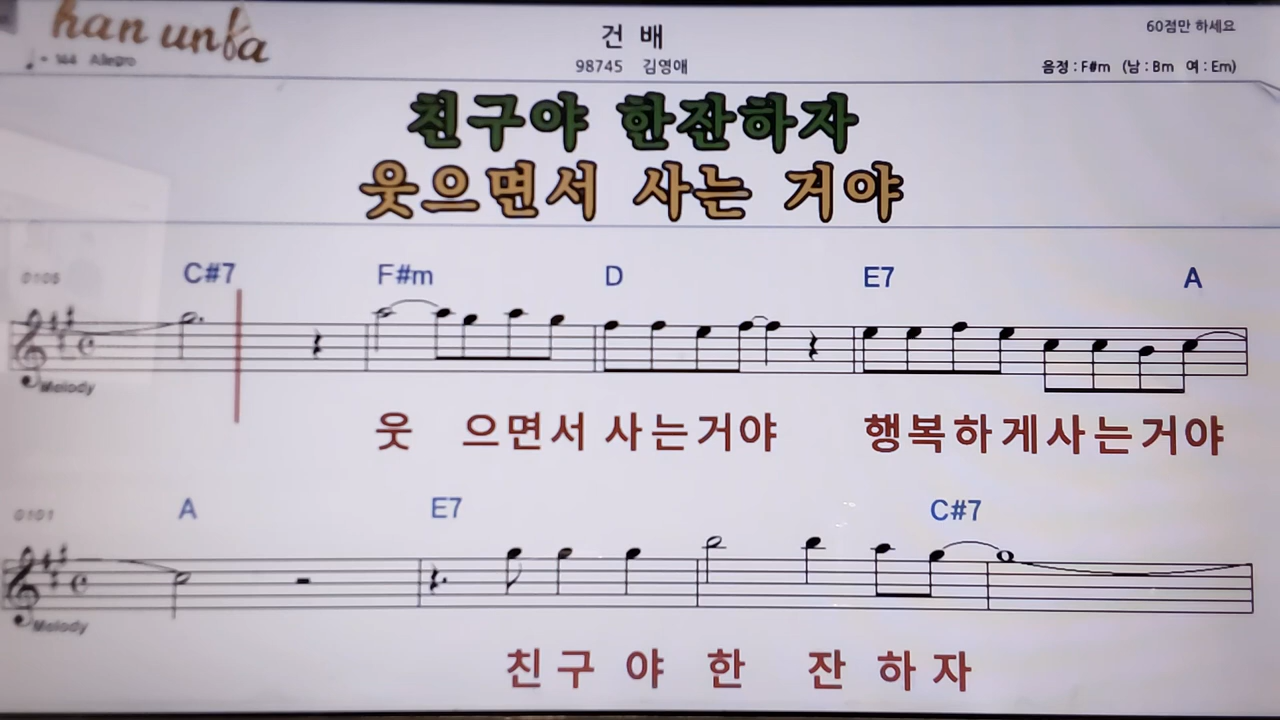 han unfa
♩= 144 Allegro
건 배
98745 김영애
60점만 하세요
음정 : F#m (남 : Bm 여 : Em)
친구야 한잔하자
웃으면서 사는 거야
0105
C#7 F#m D E7 A
Melody
웃 으면서 사는거야 행복하게사는거야
0101
A E7 C#7
Melody
친구 야 한 잔 하 자